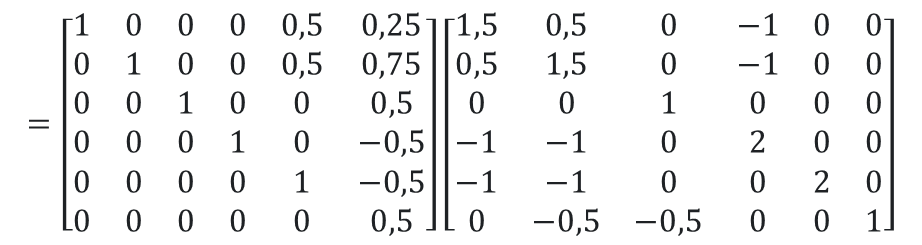 = [1 0 0 0 0,5 0,25] [1,5 0,5 0 −1 0 0]
[0 1 0 0 0,5 0,75] [0,5 1,5 0 −1 0 0]
[0 0 1 0 0 0,5] [0 0 1 0 0 0]
[0 0 0 1 0 −0,5] [−1 −1 0 2 0 0]
[0 0 0 0 1 −0,5] [−1 −1 0 0 2 0]
[0 0 0 0 0 0,5] [0 −0,5 −0,5 0 0 1]